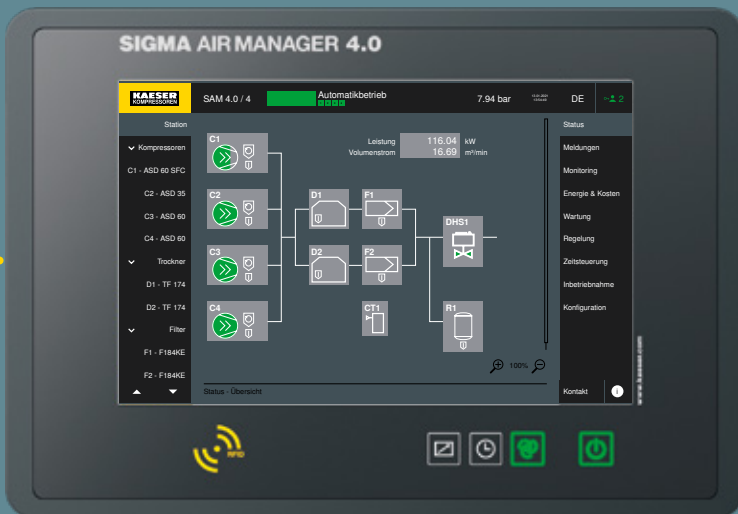 SIGMA AIR MANAGER 4.0
KAESER
KOMPRESSOREN
SAM 4.0 / 4
Automatikbetrieb
7.94 bar
DE
2
Station
Kompressoren
C1 - ASD 60 SFC
C2 - ASD 35
C3 - ASD 60
C4 - ASD 60
Trockner
D1 - TF 174
D2 - TF 174
Filter
F1 - F184KE
F2 - F184KE
Leistung 116.04 kW
Volumenstrom 16.69 m³/min
C1
C2
C3
C4
D1
D2
F1
F2
CT1
DHS1
R1
100%
Status - Übersicht
Status
Meldungen
Monitoring
Energie & Kosten
Wartung
Regelung
Zeitsteuerung
Inbetriebnahme
Konfiguration
Kontakt
i
www.kaeser.com
RFID